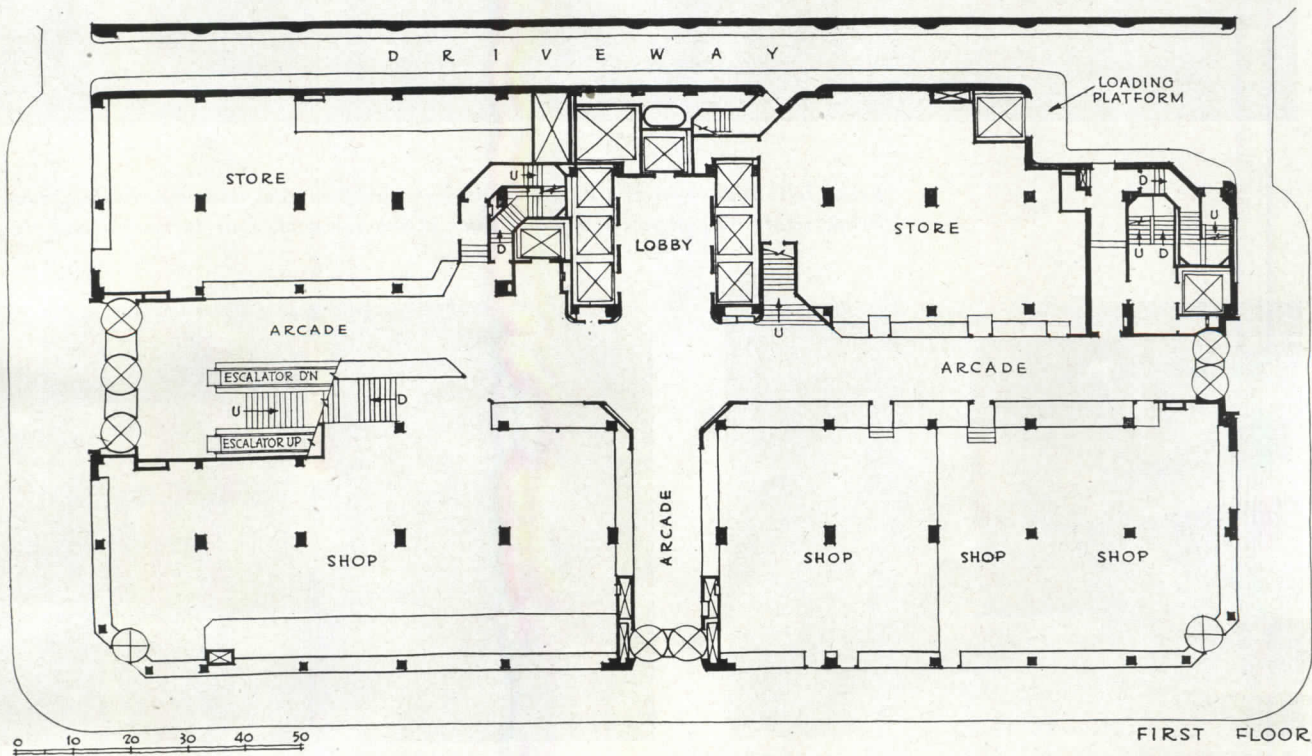 D R I V E W A Y
LOADING
PLATFORM
STORE
U
D
LOBBY
STORE
D
U
U
D
ARCADE
U
ARCADE
ESCALATOR D'N
U
D
ESCALATOR UP
ARCADE
SHOP
SHOP
SHOP
SHOP
FIRST FLOOR
0 10 20 30 40 50